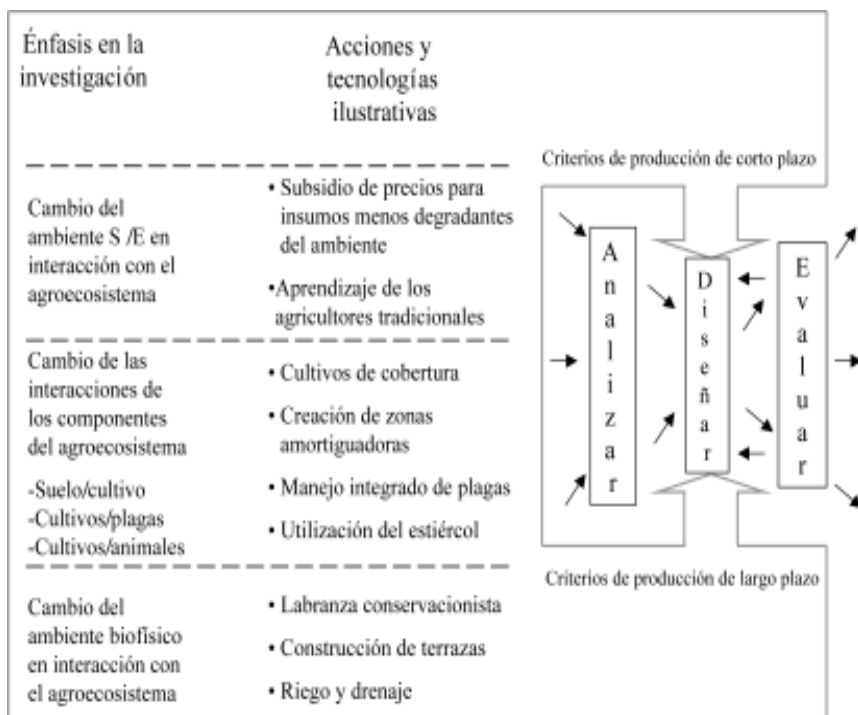 Énfasis en la
investigación
Acciones y
tecnologías
ilustrativas
Cambio del
ambiente S /E en
interacción con el
agroecosistema
• Subsidio de precios para
insumos menos degradantes
del ambiente
•Aprendizaje de los
agricultores tradicionales
Cambio de las
interacciones de
los componentes
del agroecosistema
-Suelo/cultivo
-Cultivos/plagas
-Cultivos/animales
• Cultivos de cobertura
• Creación de zonas
amortiguadoras
• Manejo integrado de plagas
• Utilización del estiércol
Cambio del
ambiente biofísico
en interacción con
el agroecosistema
• Labranza conservacionista
• Construcción de terrazas
• Riego y drenaje
Criterios de producción de corto plazo
Analizar
Diseñar
Evaluar
Criterios de producción de largo plazo